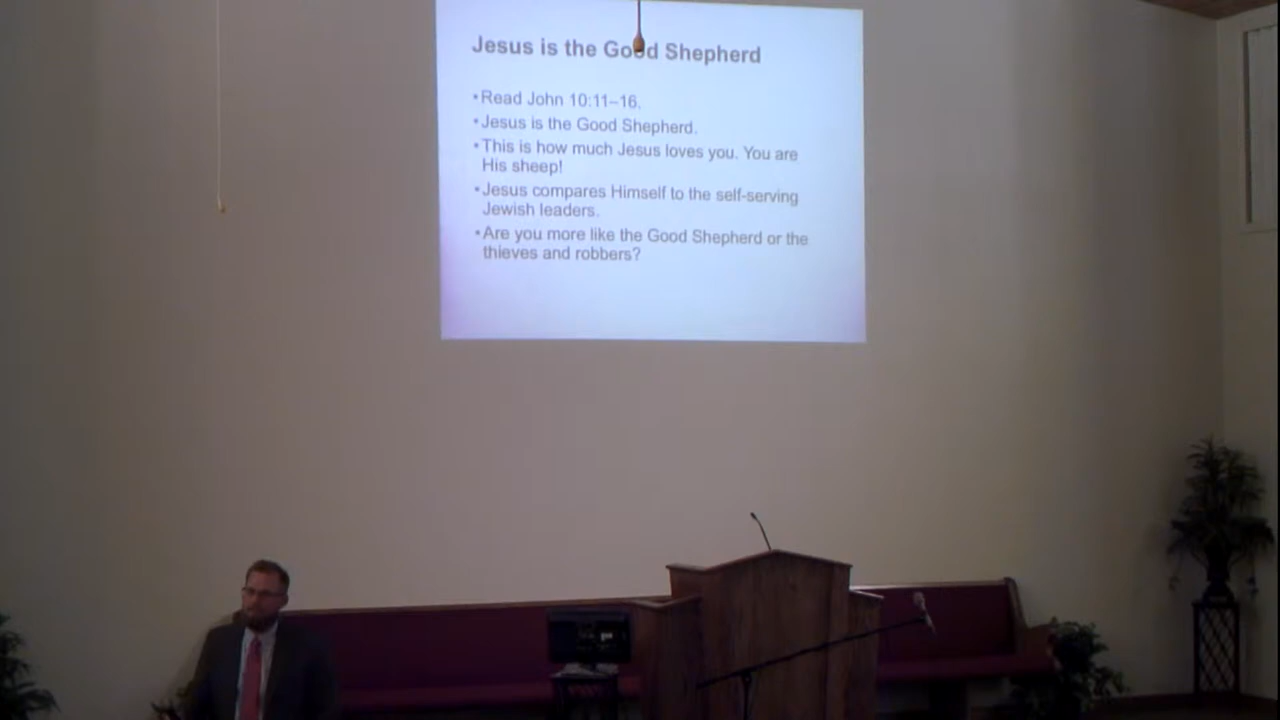 Jesus is the Good Shepherd
•Read John 10:11–16.
•Jesus is the Good Shepherd.
•This is how much Jesus loves you. You are
His sheep!
•Jesus compares Himself to the self-serving
Jewish leaders.
•Are you more like the Good Shepherd or the
thieves and robbers?